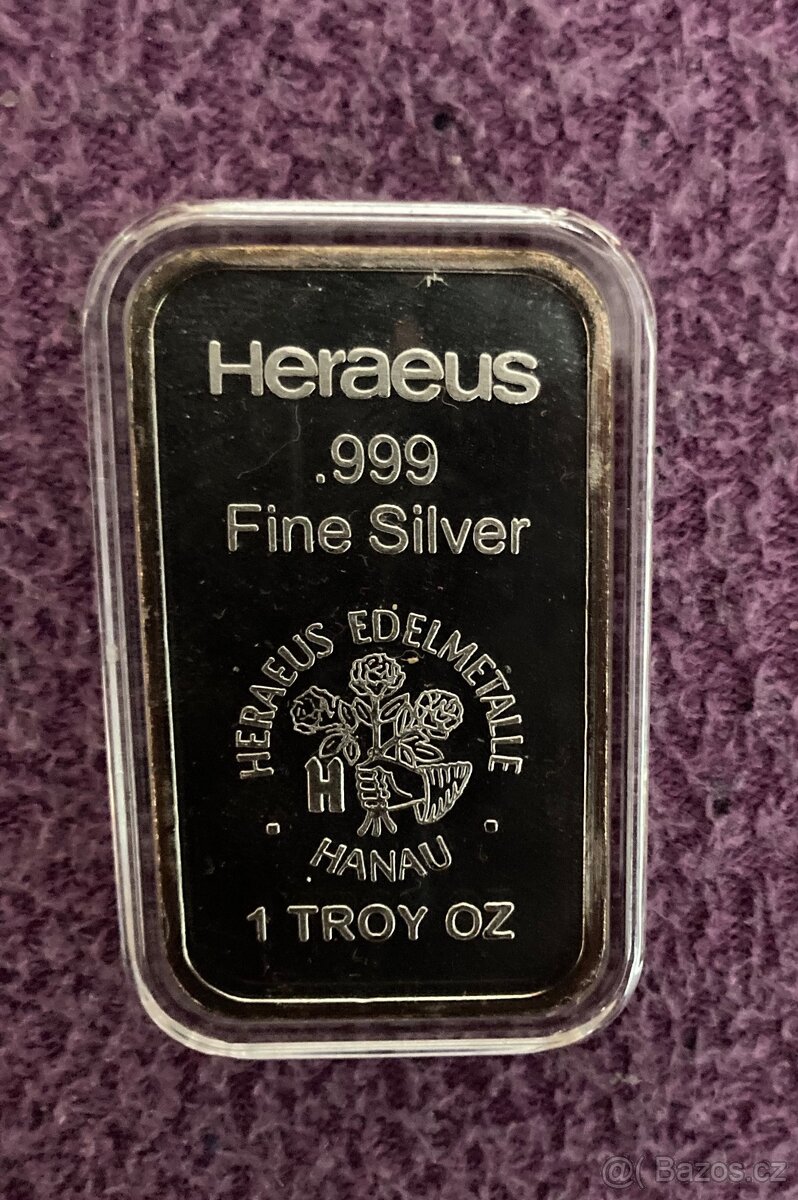 Heraeus
.999
Fine Silver
HERAEUS EDELMETALLE
H
HANAU
1 TROY OZ
@( Bazos.cz